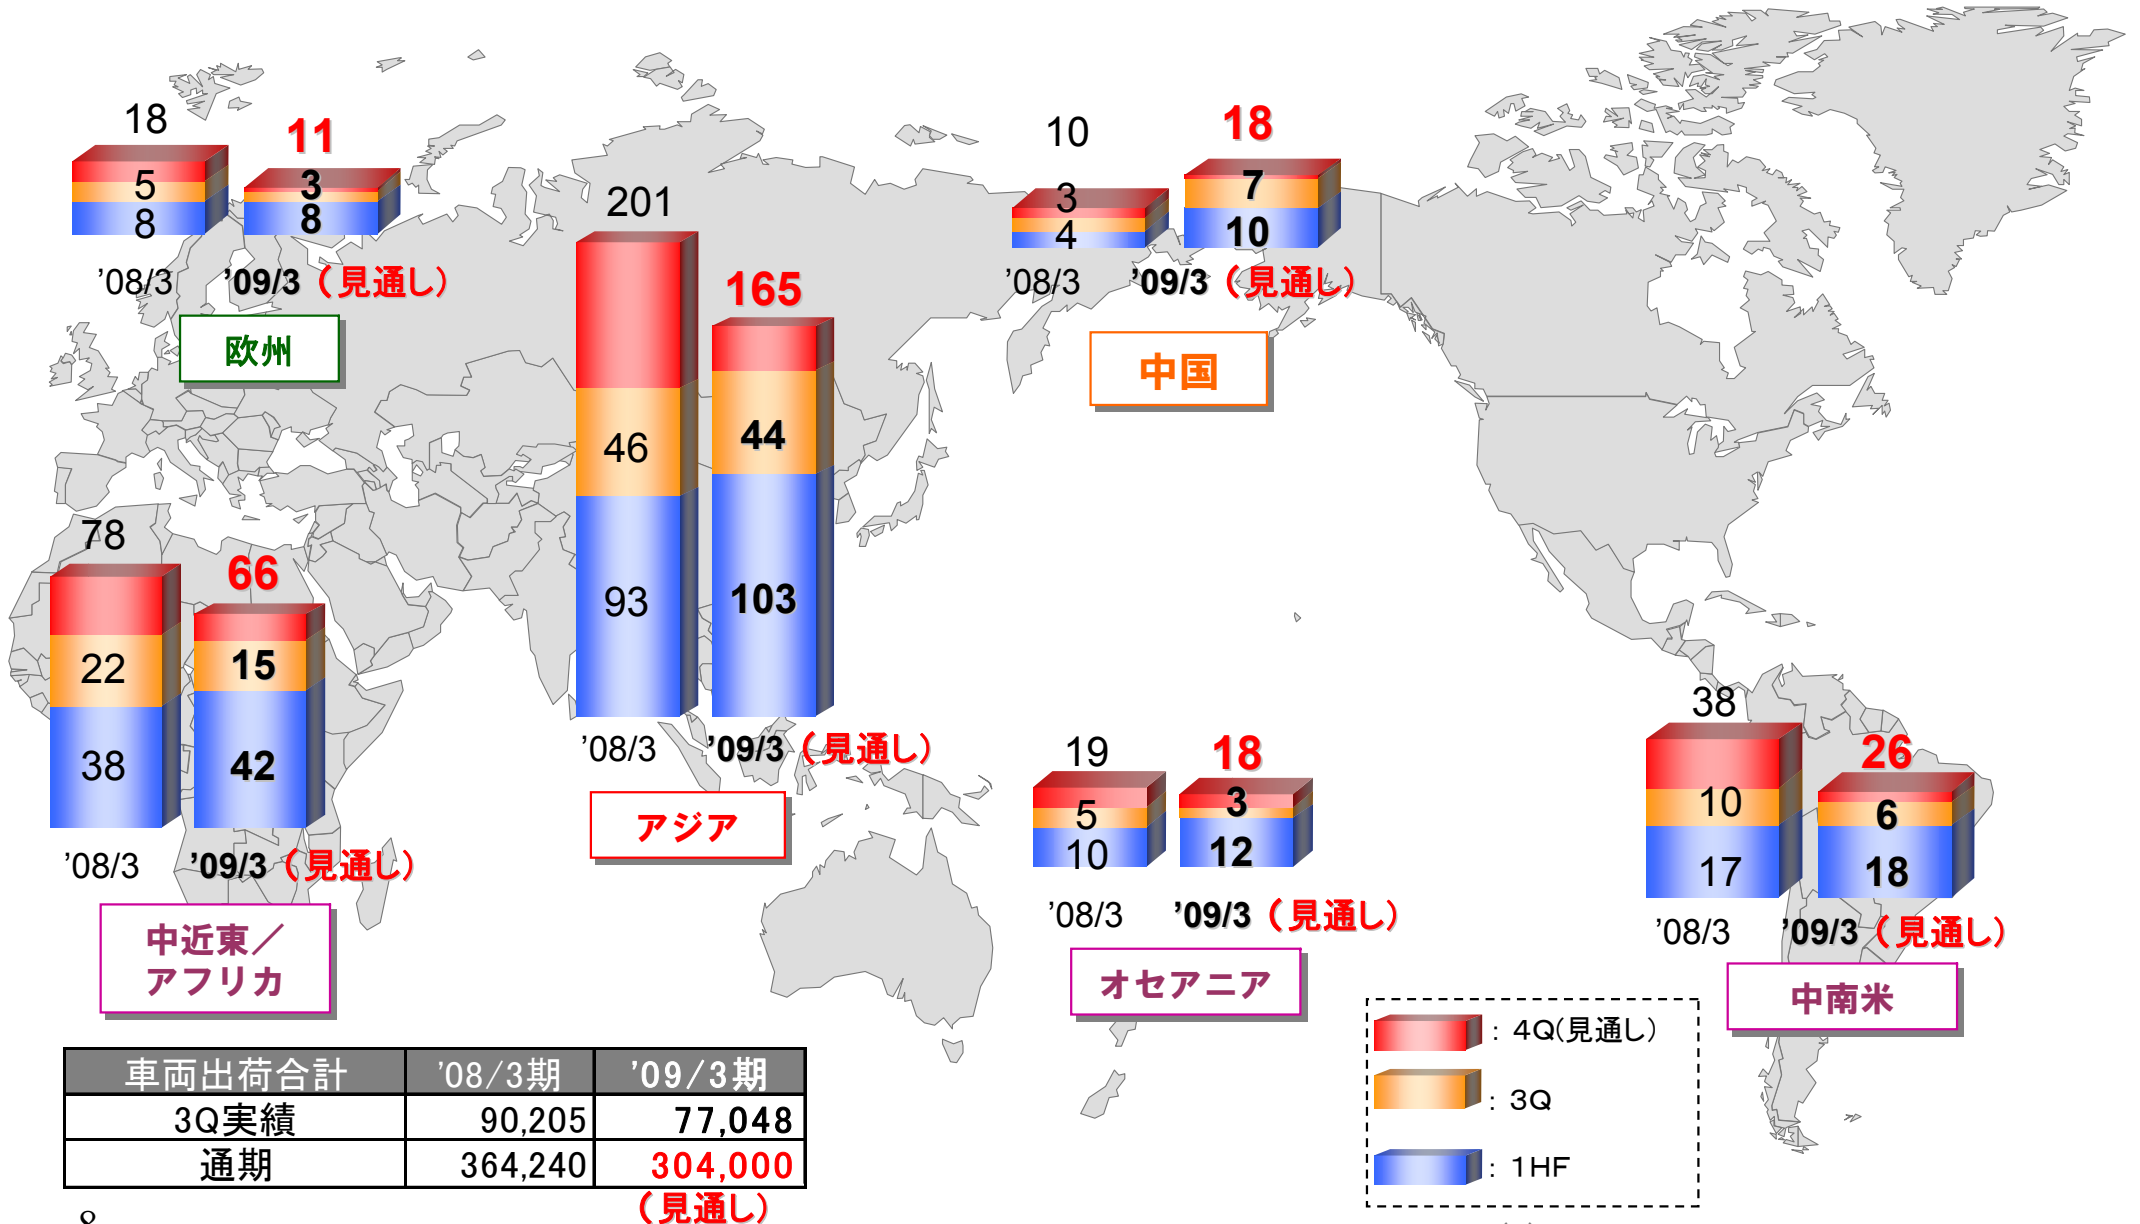 18
11
5
3
8
8
'08/3
'09/3（見通し）
欧州
201
165
46
44
93
103
'08/3
'09/3（見通し）
アジア
10
18
3
7
4
10
'08/3
'09/3（見通し）
中国
78
66
22
15
38
42
'08/3
'09/3（見通し）
中近東／
アフリカ
19
18
5
3
10
12
'08/3
'09/3（見通し）
オセアニア
38
26
10
6
17
18
'08/3
'09/3（見通し）
中南米
車両出荷合計 '08/3期 '09/3期
3Q実績 90,205 77,048
通期 364,240 304,000
（見通し）
：4Q(見通し)
：3Q
：1HF